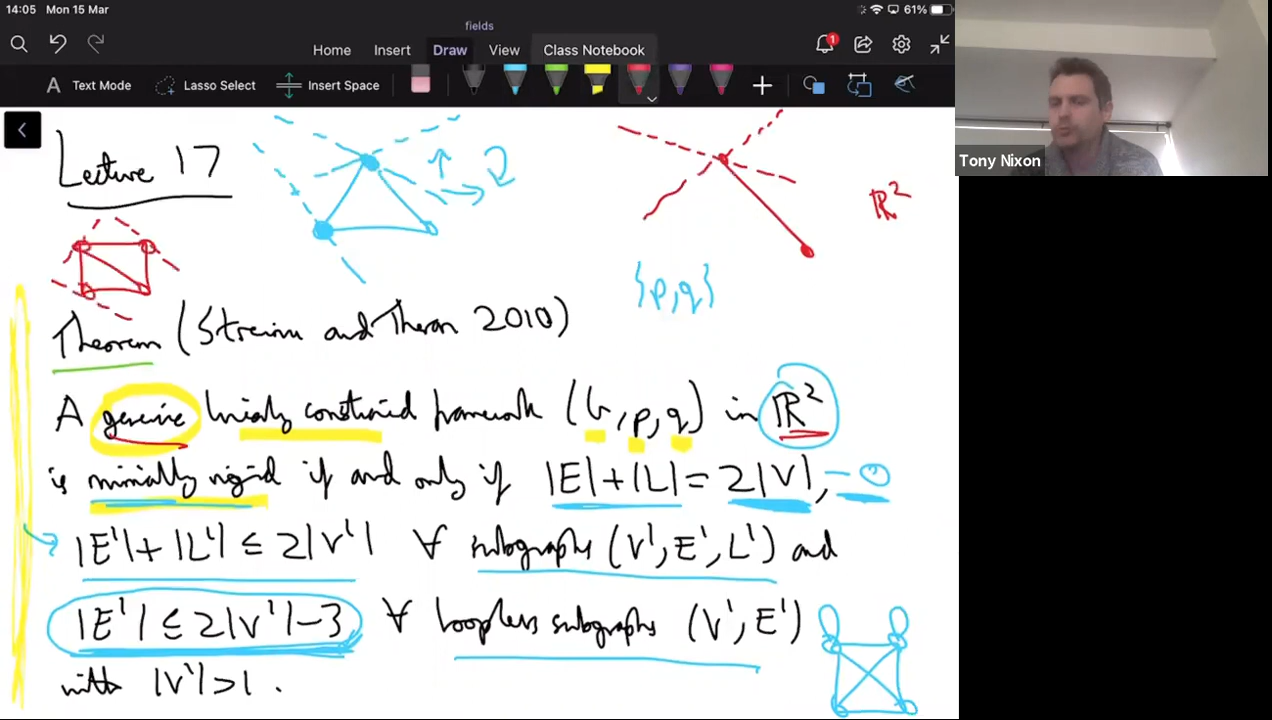 14:05 Mon 15 Mar
61%
fields
Home Insert Draw View Class Notebook
1
Text Mode Lasso Select Insert Space
Tony Nixon
Lecture 17
ℝ²
{p,q}
Theorem (Streinu and Theran 2010)
A generic linearly constrained framework (G, p, q) in ℝ²
is minimally rigid if and only if |E|+|L| = 2|V|, -0
|E'|+|L'| ≤ 2|V'| ∀ subgraphs (V', E', L') and
|E'| ≤ 2|V'|-3 ∀ loopless subgraphs (V', E')
with |V'|>1.